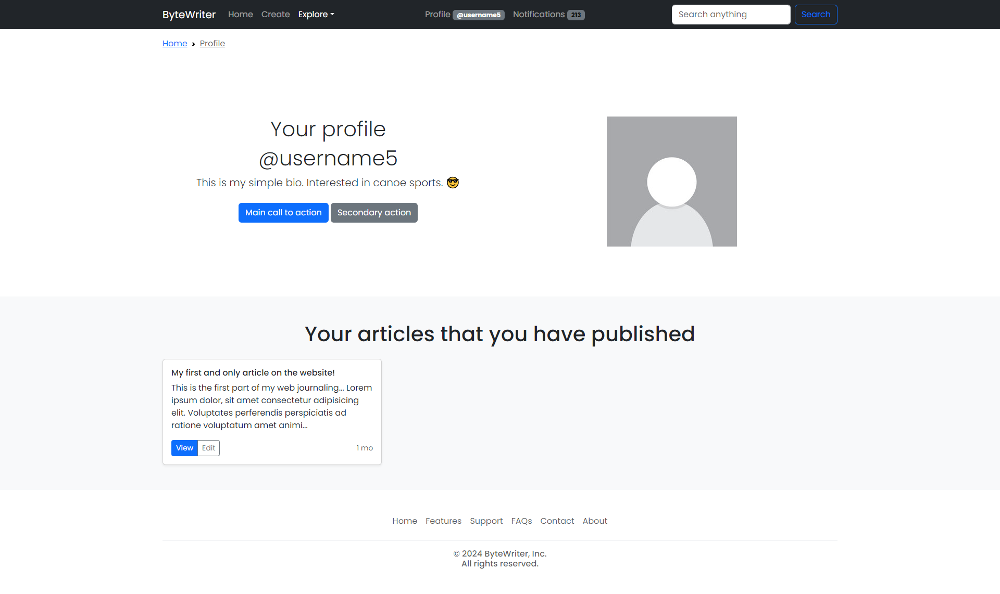 ByteWriter Home Create Explore Profile @username5 Notifications 213 Search anything Search
Home Profile
Your profile
@username5
This is my simple bio. Interested in canoe sports. 😎
Main call to action Secondary action
Your articles that you have published
My first and only article on the website!
This is the first part of my web journaling... Lorem
ipsum dolor, sit amet consectetur adipisicing
elit. Voluptates perferendis perspiciatis ad
ratione voluptatum amet animi...
View Edit 1 mo
Home Features Support FAQs Contact About
© 2024 ByteWriter, Inc.
All rights reserved.